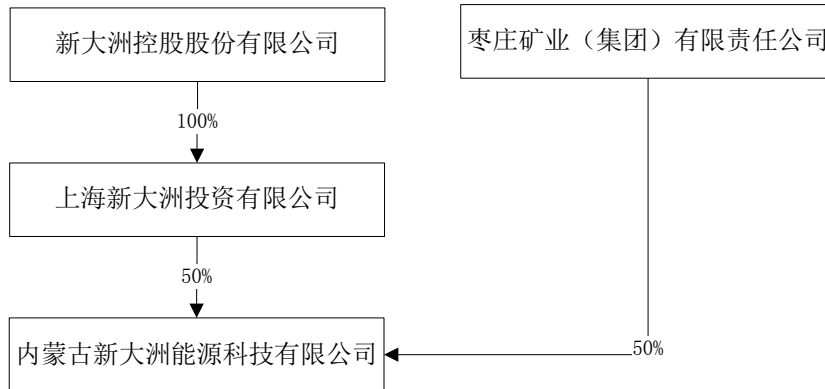 新大洲控股股份有限公司
枣庄矿业（集团）有限责任公司
100%
上海新大洲投资有限公司
50%
内蒙古新大洲能源科技有限公司
50%